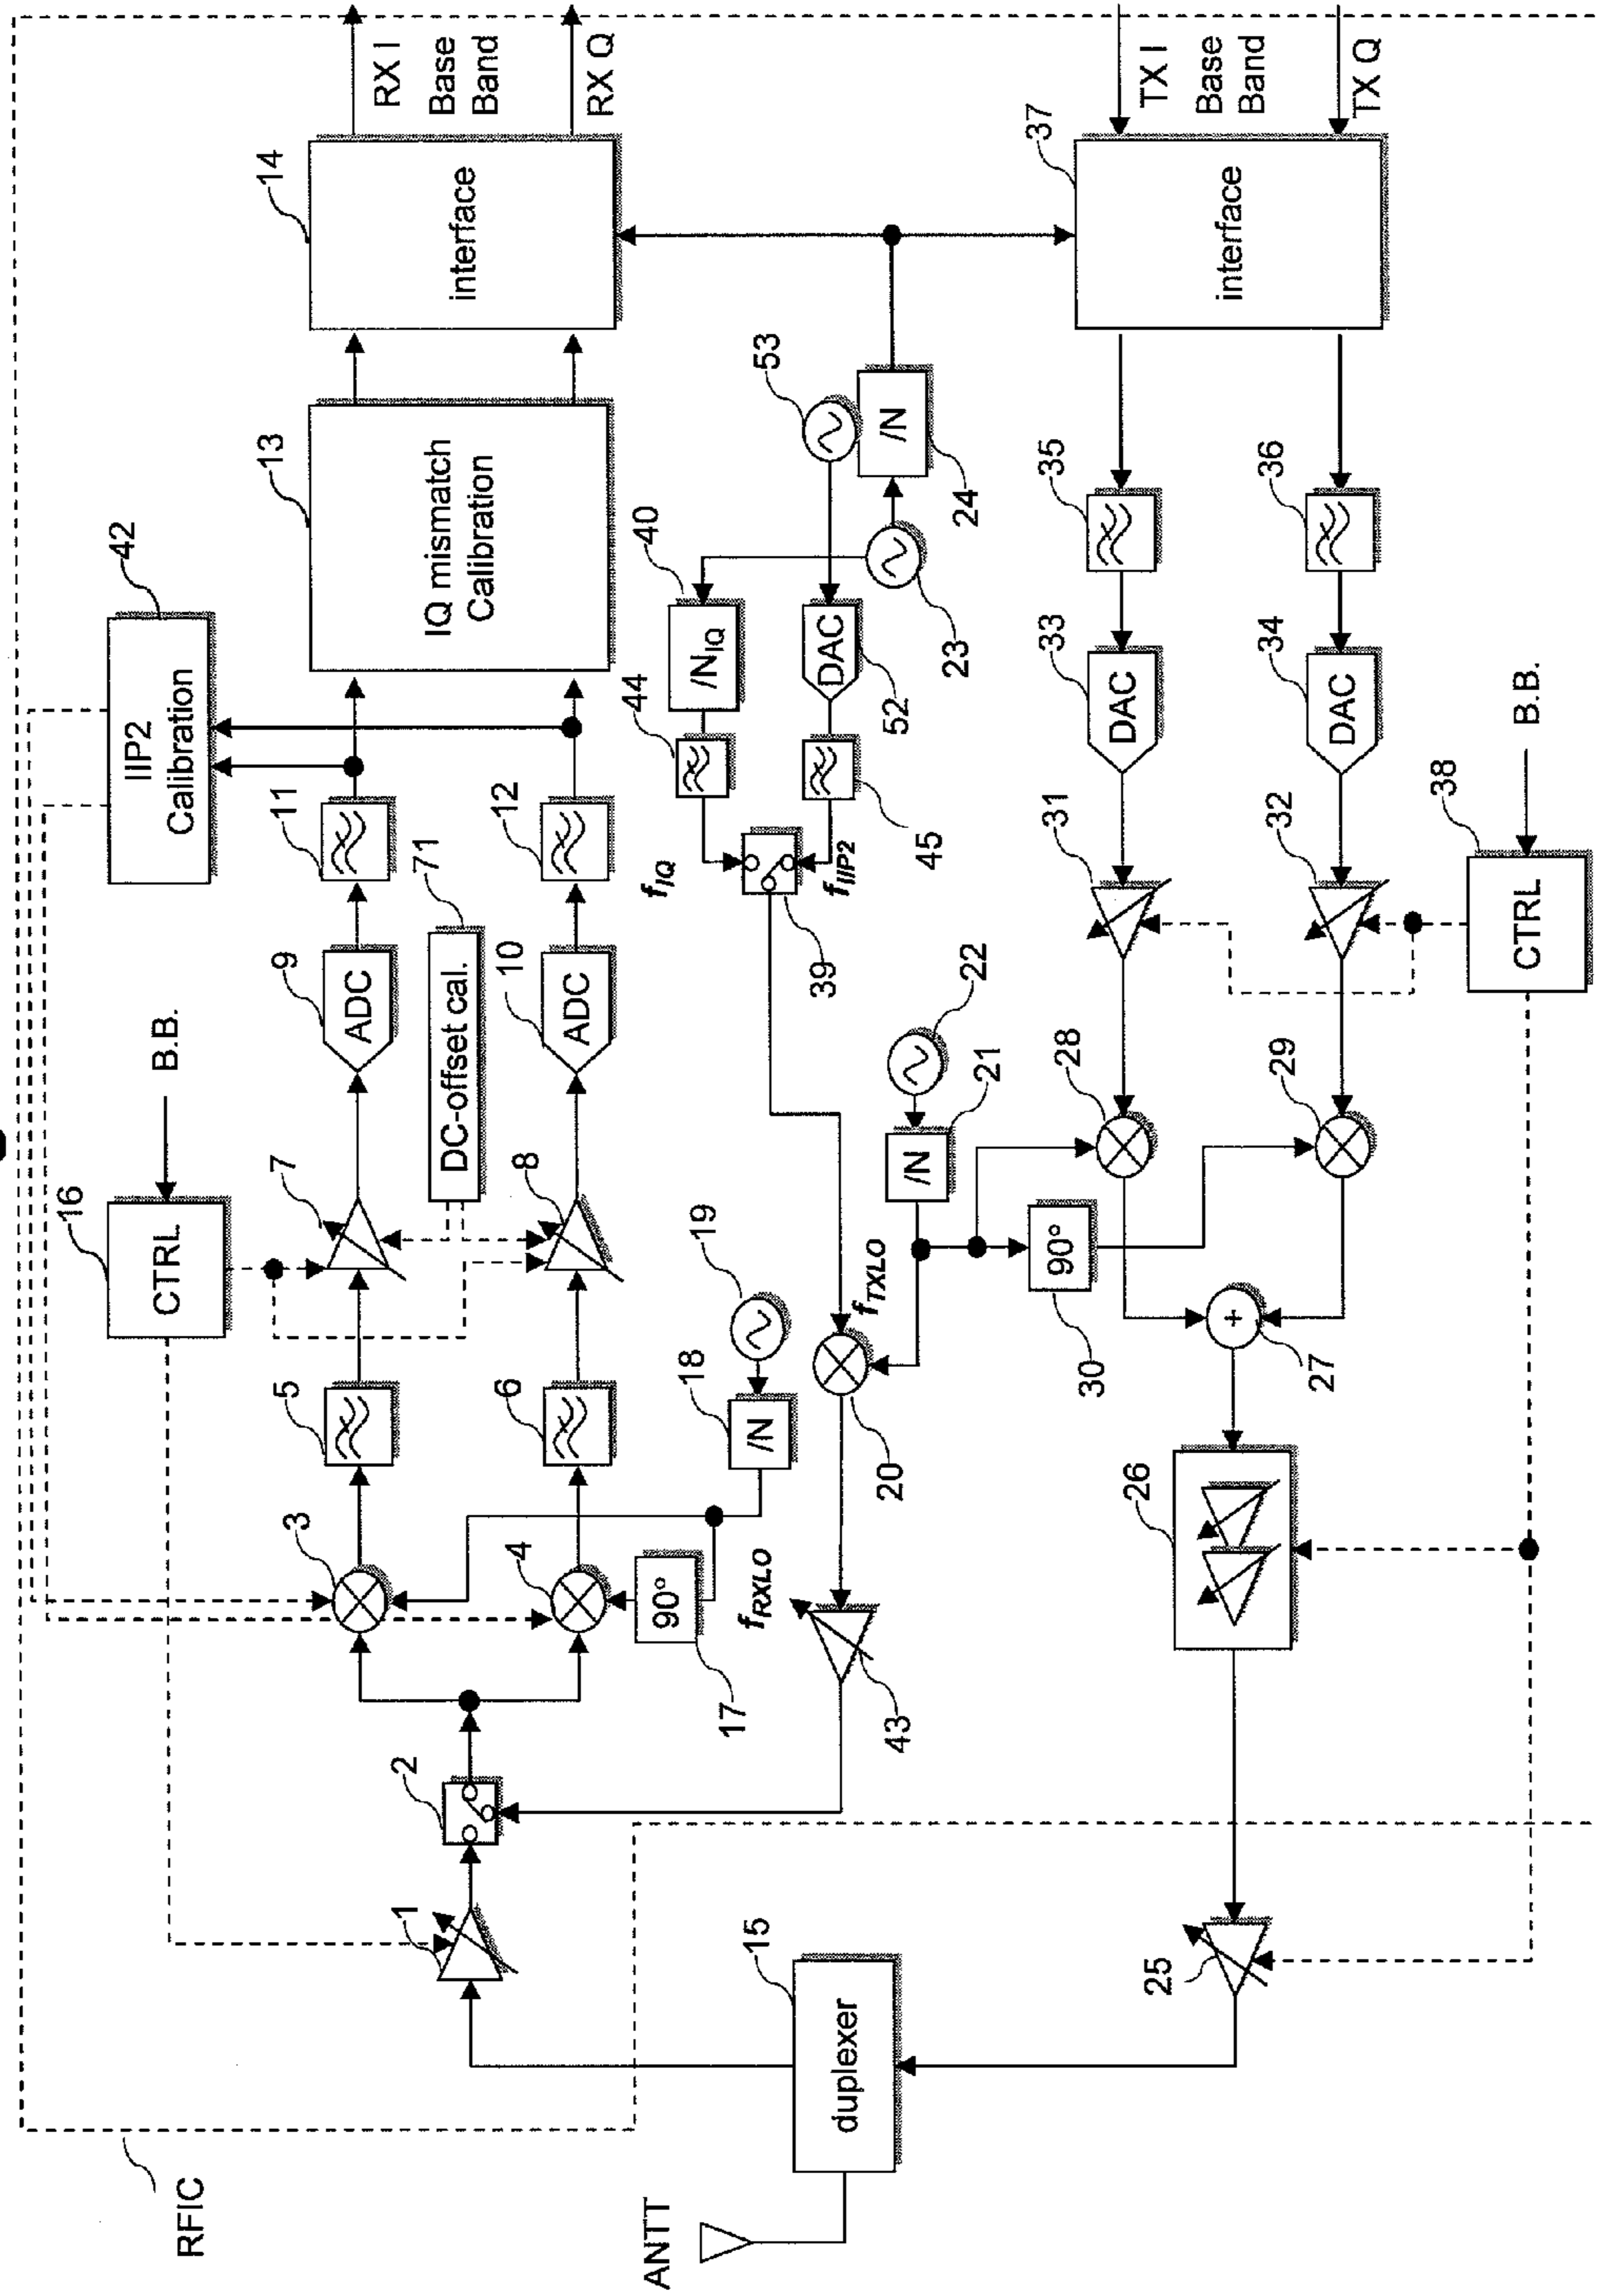 RFIC
ANTT
duplexer
15
1
2
16
CTRL
B.B.
3
4
5
6
7
8
90°
17
fRXLO
/N
18
19
DC-offset cal.
71
ADC
9
ADC
10
11
12
IIP2
Calibration
42
IQ mismatch
Calibration
13
interface
14
RX I
Base
Band
RX Q
43
20
fTXLO
/N
21
22
39
fIQ
fIIP2
44
45
/NIQ
40
DAC
52
53
23
/N
24
25
26
27
90°
30
28
29
31
32
DAC
33
DAC
34
35
36
interface
37
TX I
Base
Band
TX Q
CTRL
38
B.B.